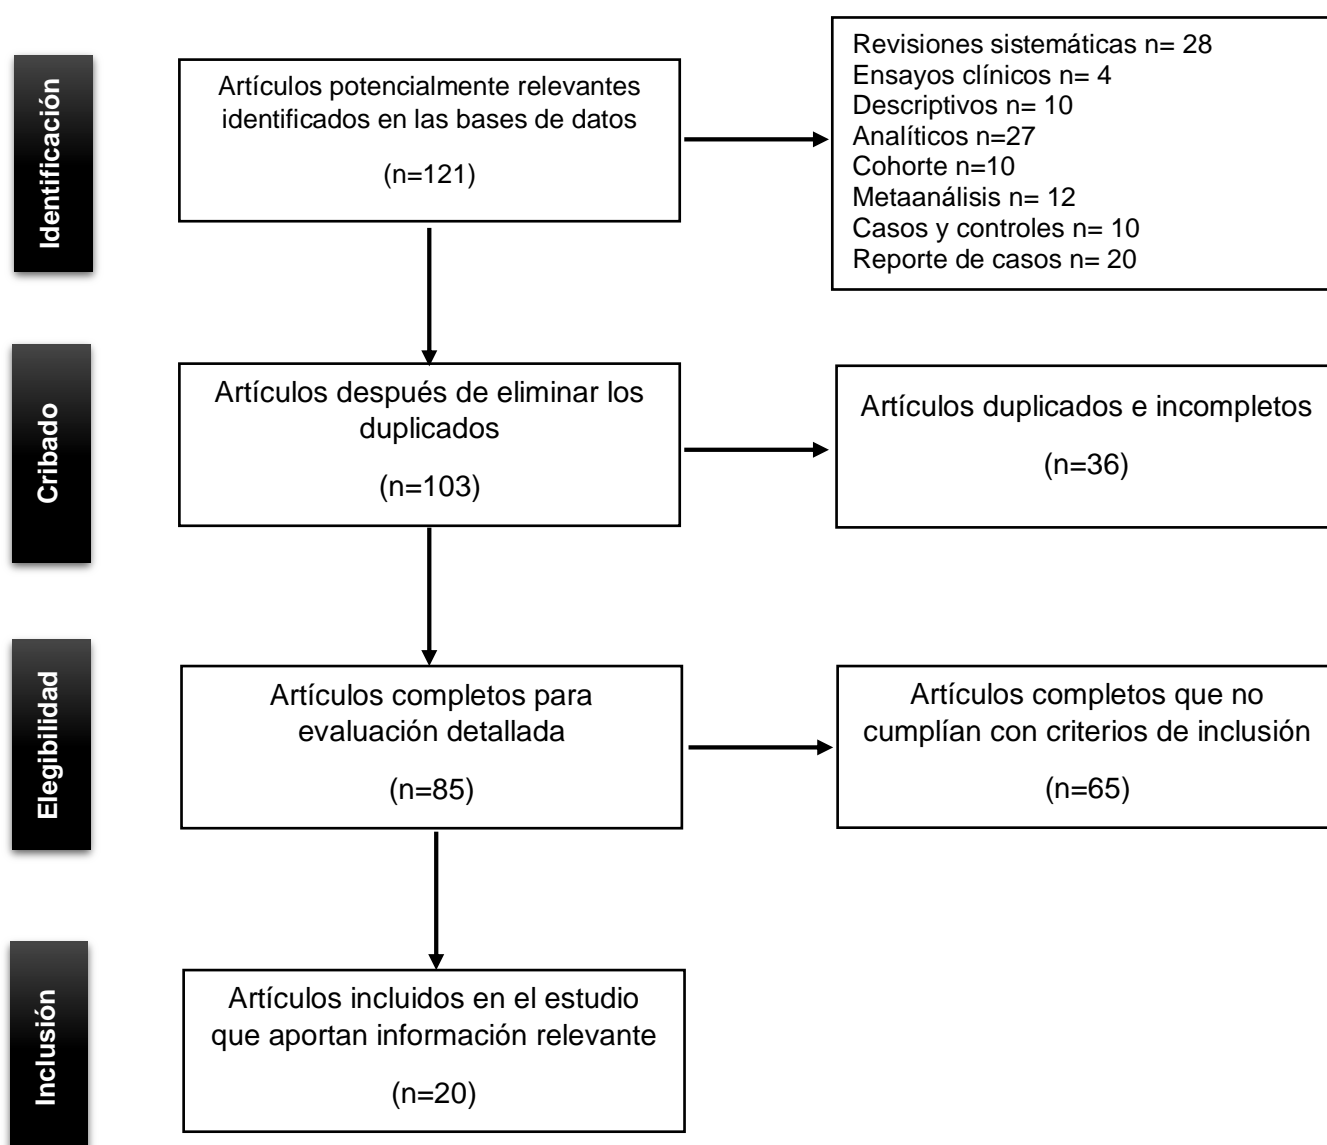 Identificación
Artículos potencialmente relevantes
identificados en las bases de datos
(n=121)
Revisiones sistemáticas n= 28
Ensayos clínicos n= 4
Descriptivos n= 10
Analíticos n=27
Cohorte n=10
Metaanálisis n= 12
Casos y controles n= 10
Reporte de casos n= 20
Cribado
Artículos después de eliminar los
duplicados
(n=103)
Artículos duplicados e incompletos
(n=36)
Elegibilidad
Artículos completos para
evaluación detallada
(n=85)
Artículos completos que no
cumplían con criterios de inclusión
(n=65)
Inclusión
Artículos incluidos en el estudio
que aportan información relevante
(n=20)